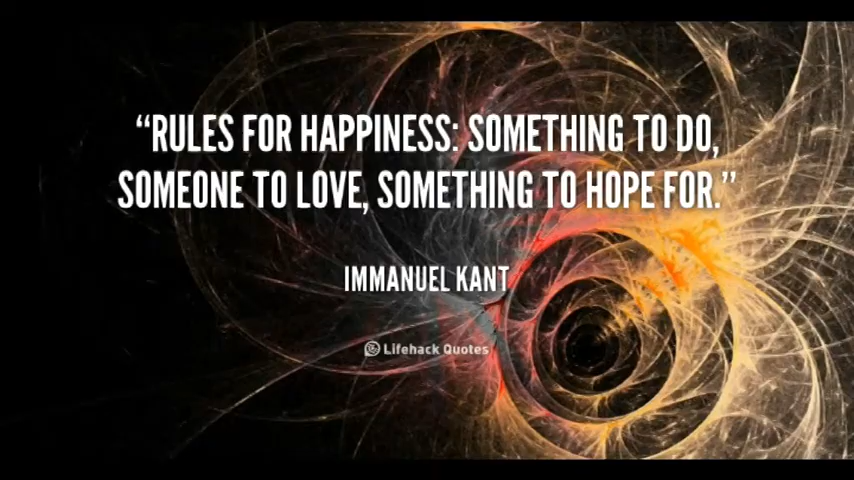 “RULES FOR HAPPINESS: SOMETHING TO DO,
SOMEONE TO LOVE, SOMETHING TO HOPE FOR.”
IMMANUEL KANT
Lifehack Quotes